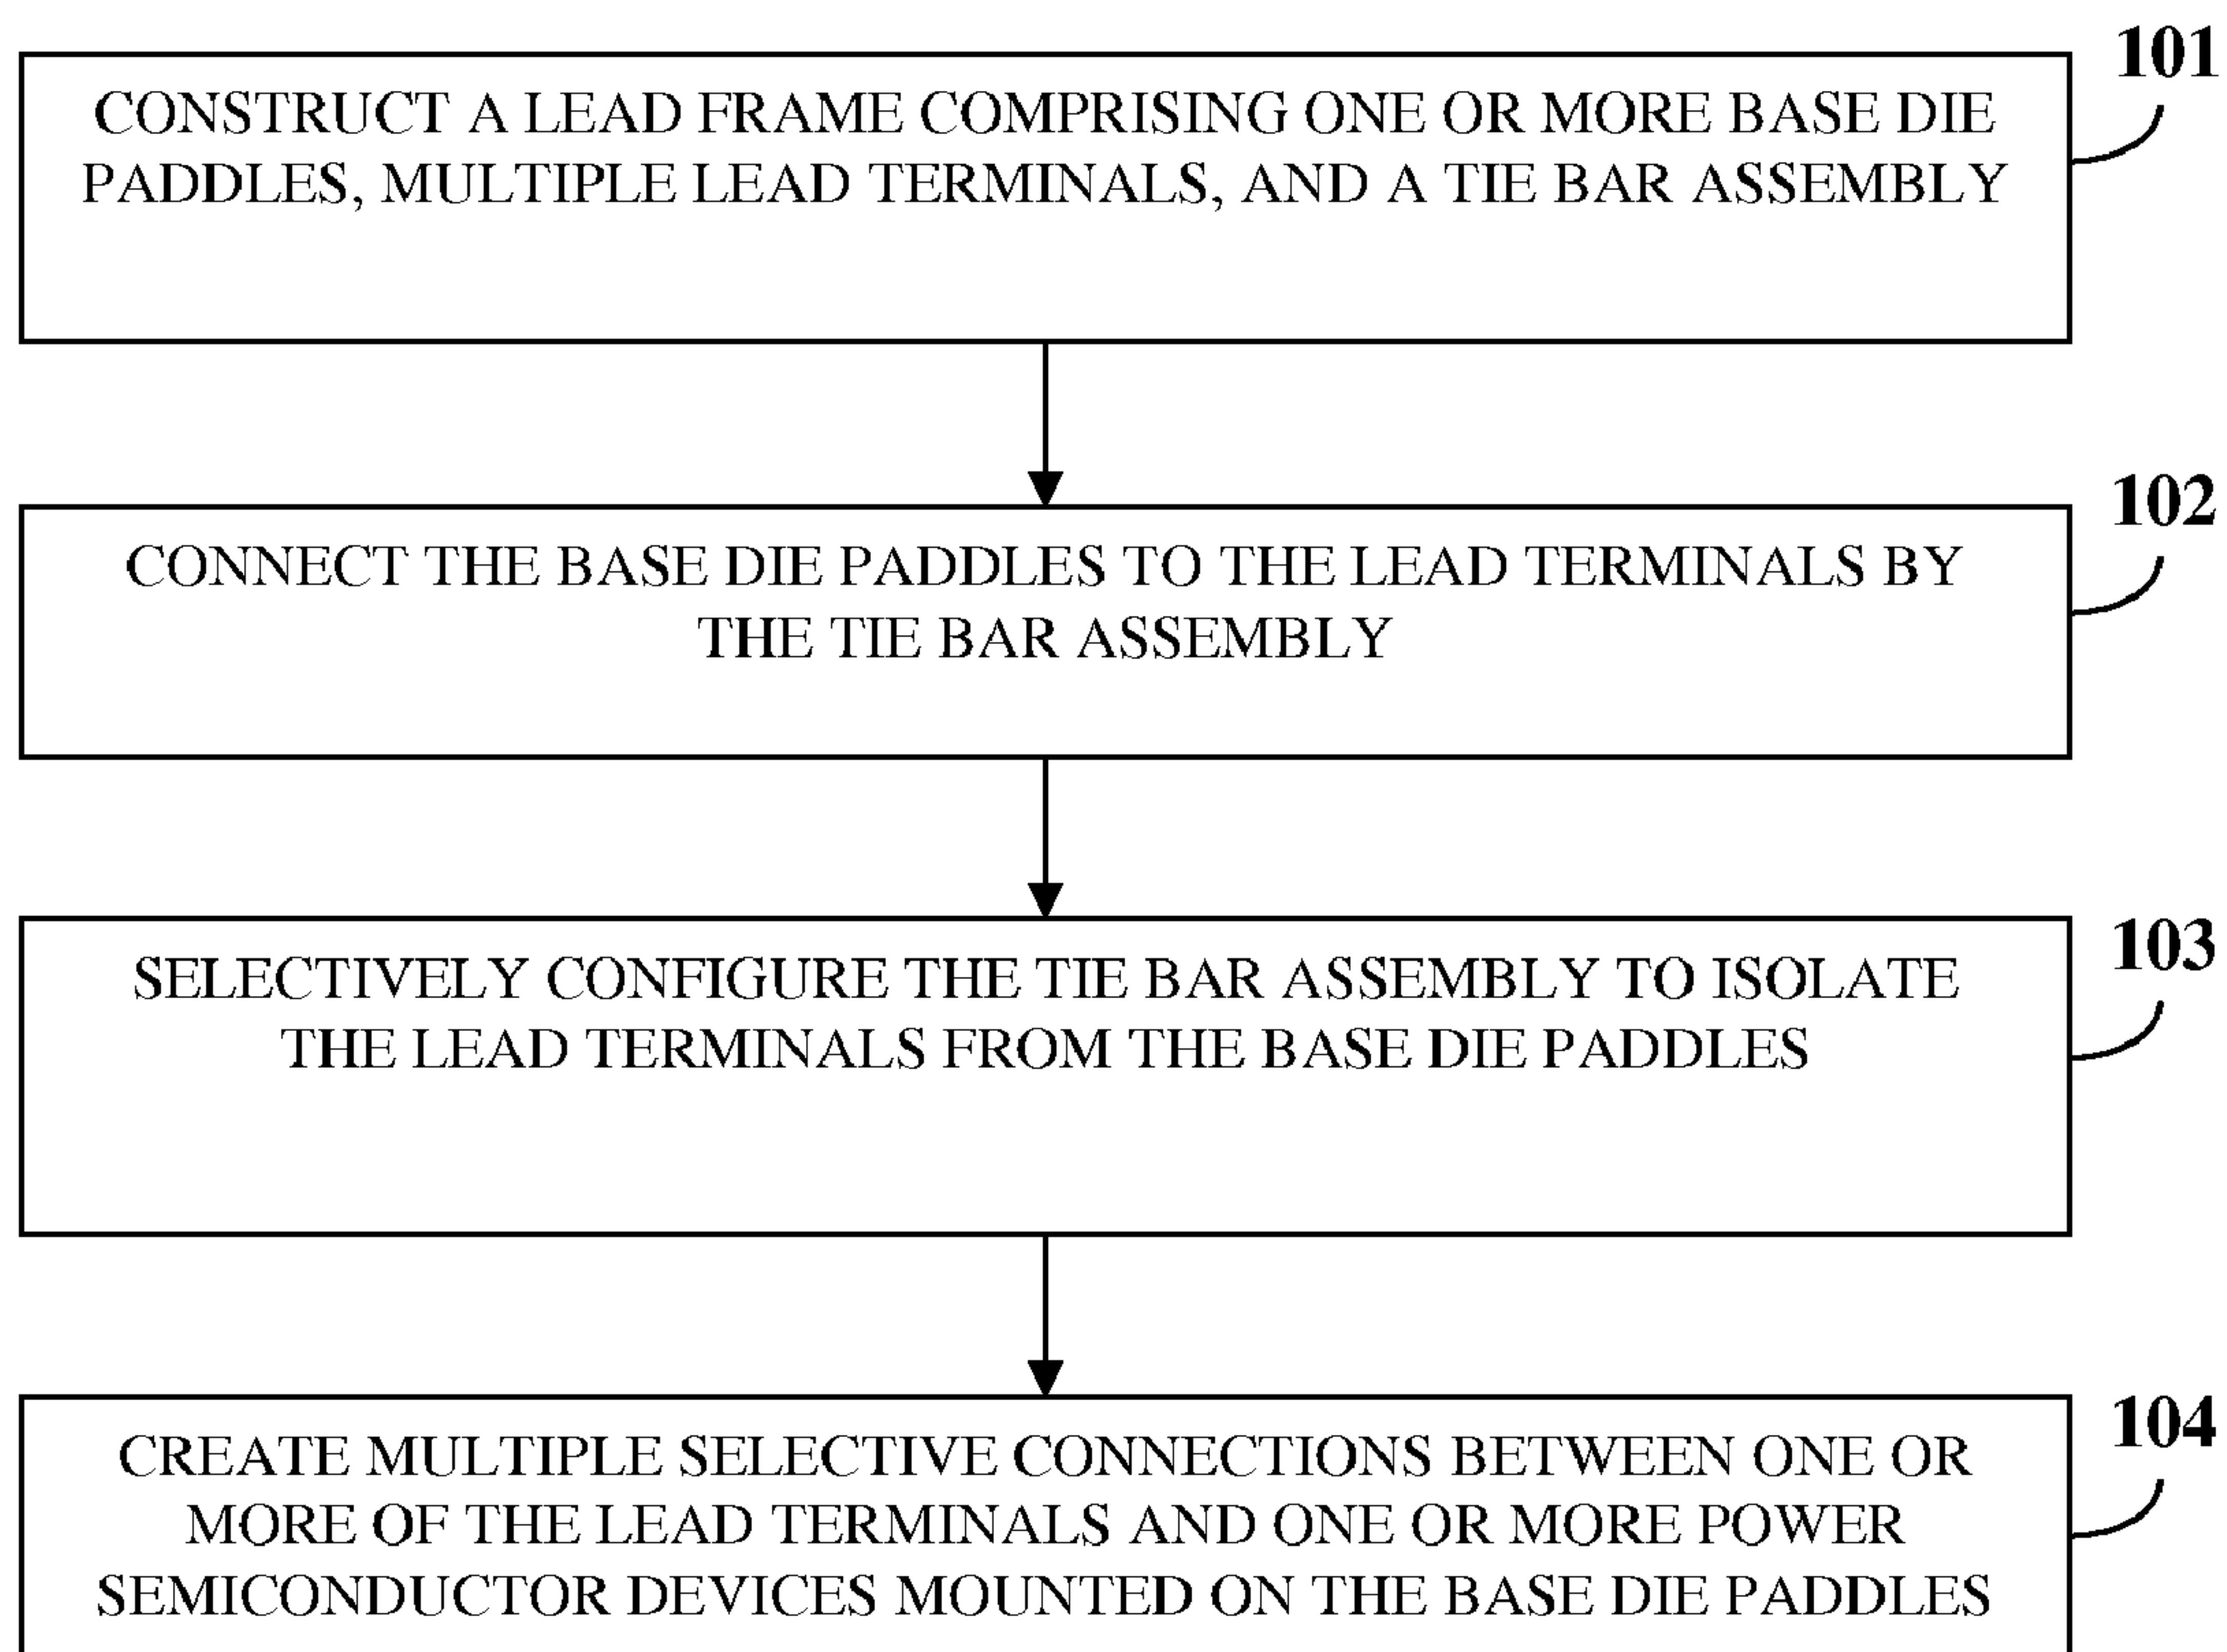 101
CONSTRUCT A LEAD FRAME COMPRISING ONE OR MORE BASE DIE
PADDLES, MULTIPLE LEAD TERMINALS, AND A TIE BAR ASSEMBLY
102
CONNECT THE BASE DIE PADDLES TO THE LEAD TERMINALS BY
THE TIE BAR ASSEMBLY
103
SELECTIVELY CONFIGURE THE TIE BAR ASSEMBLY TO ISOLATE
THE LEAD TERMINALS FROM THE BASE DIE PADDLES
104
CREATE MULTIPLE SELECTIVE CONNECTIONS BETWEEN ONE OR
MORE OF THE LEAD TERMINALS AND ONE OR MORE POWER
SEMICONDUCTOR DEVICES MOUNTED ON THE BASE DIE PADDLES